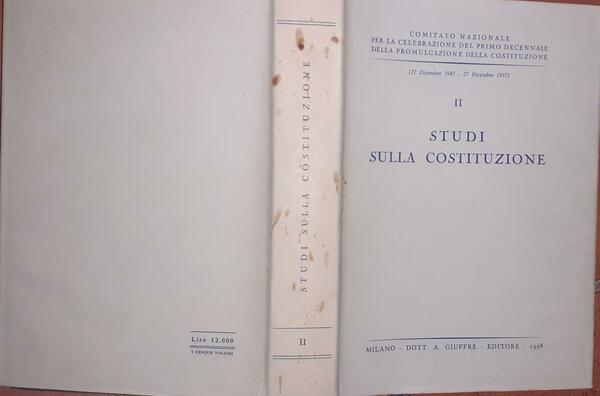 Lire 12.000
I CINQUE VOLUMI
STUDI SULLA COSTITUZIONE
II
COMITATO NAZIONALE
PER LA CELEBRAZIONE DEL PRIMO DECENNALE
DELLA PROMULGAZIONE DELLA COSTITUZIONE
(27 Dicembre 1947 - 27 Dicembre 1957)
II
STUDI
SULLA COSTITUZIONE
MILANO - DOTT. A. GIUFFRÈ - EDITORE - 1958